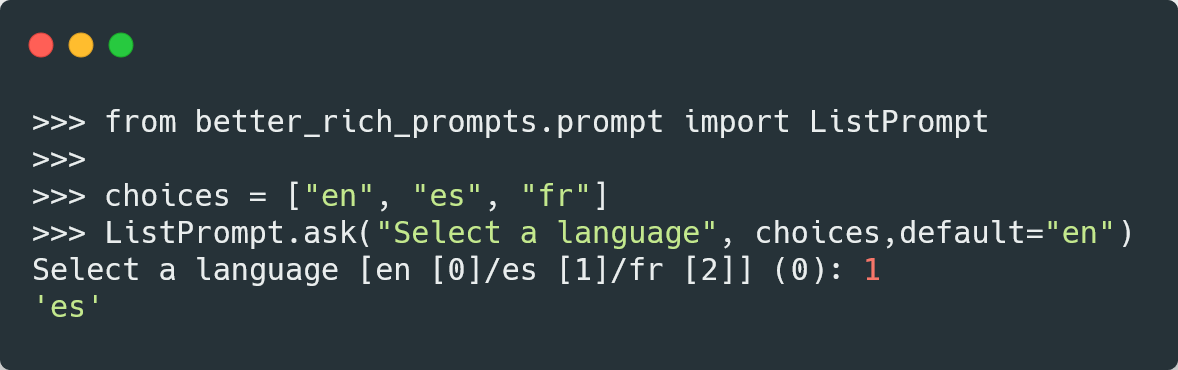 >>> from better_rich_prompts.prompt import ListPrompt
>>>
>>> choices = ["en", "es", "fr"]
>>> ListPrompt.ask("Select a language", choices,default="en")
Select a language [en [0]/es [1]/fr [2]] (0): 1
'es'